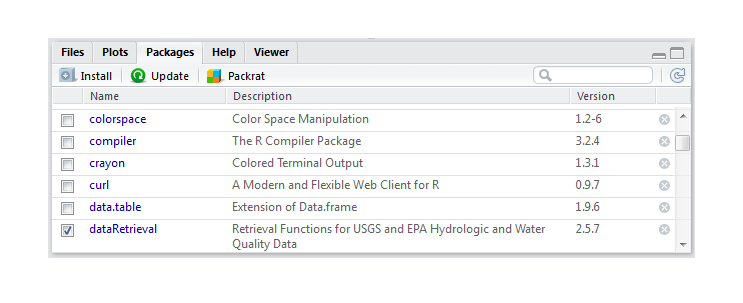 Files Plots Packages Help Viewer
Install Update Packrat
Name Description Version
colorspace Color Space Manipulation 1.2-6
compiler The R Compiler Package 3.2.4
crayon Colored Terminal Output 1.3.1
curl A Modern and Flexible Web Client for R 0.9.7
data.table Extension of Data.frame 1.9.6
dataRetrieval Retrieval Functions for USGS and EPA Hydrologic and Water 2.5.7
Quality Data